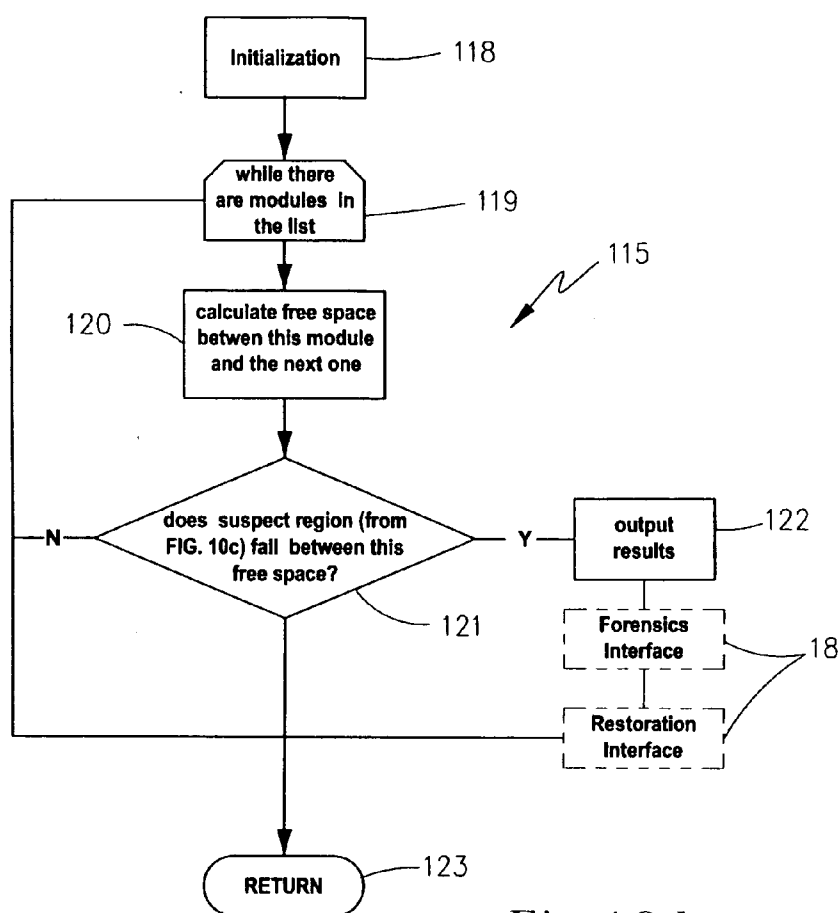 Initialization
118
while there
are modules in
the list
119
115
120
calculate free space
betwen this module
and the next one
does suspect region (from
FIG. 10c) fall between this
free space?
N
Y
121
output
results
122
Forensics
Interface
18
Restoration
Interface
RETURN
123